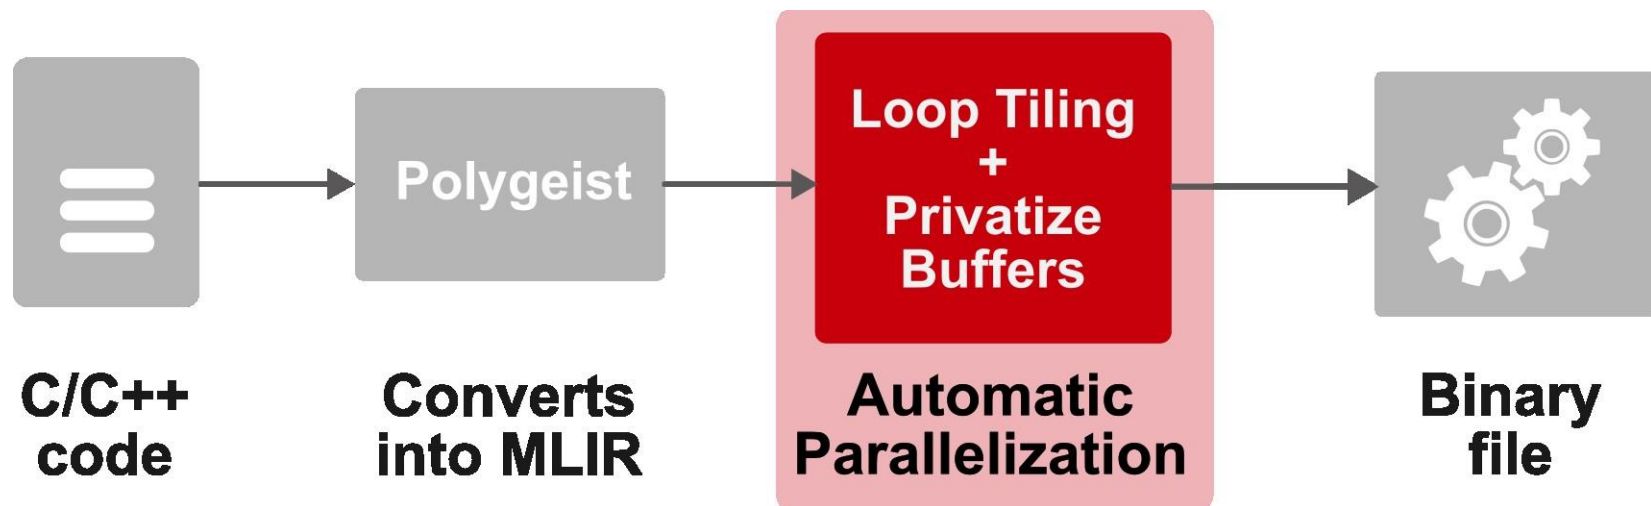 Polygeist
Loop Tiling
+
Privatize
Buffers
C/C++
code
Converts
into MLIR
Automatic
Parallelization
Binary
file